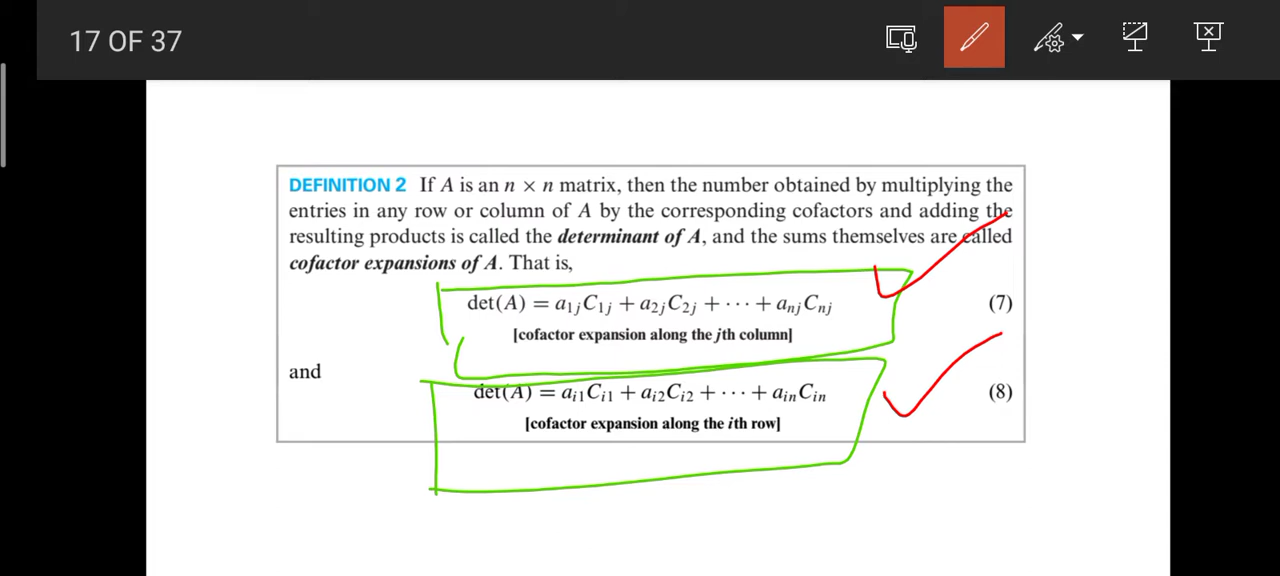 17 OF 37
DEFINITION 2 If A is an n × n matrix, then the number obtained by multiplying the
entries in any row or column of A by the corresponding cofactors and adding the
resulting products is called the determinant of A, and the sums themselves are called
cofactor expansions of A. That is,
det(A) = a₁ⱼC₁ⱼ + a₂ⱼC₂ⱼ + ⋯ + aₙⱼCₙⱼ (7)
[cofactor expansion along the jth column]
and
det(A) = aᵢ₁Cᵢ₁ + aᵢ₂Cᵢ₂ + ⋯ + aᵢₙCᵢₙ (8)
[cofactor expansion along the ith row]